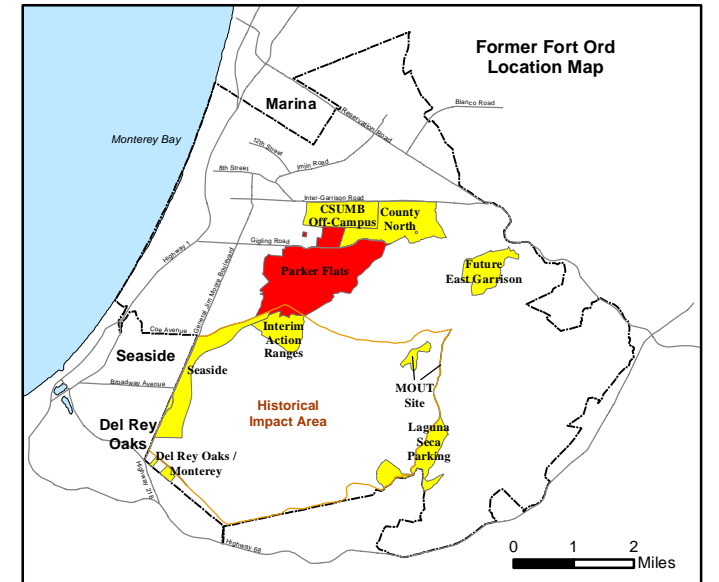 Former Fort Ord
Location Map
Marina
Blanco Road
Reservation Road
Monterey Bay
12th Street
Imjin Road
8th Street
Inter-Garrison Road
CSUMB
Off-Campus
County
North
Gigling Road
Highway 1
General Jim Moore Boulevard
Parker Flats
Future
East Garrison
Coe Avenue
Interim
Action
Ranges
Seaside
Seaside
Broadway Avenue
MOUT
Site
Historical
Impact Area
Del Rey
Oaks
Laguna
Seca
Parking
Del Rey Oaks /
Monterey
Highway 218
Highway 68
0 1 2
Miles